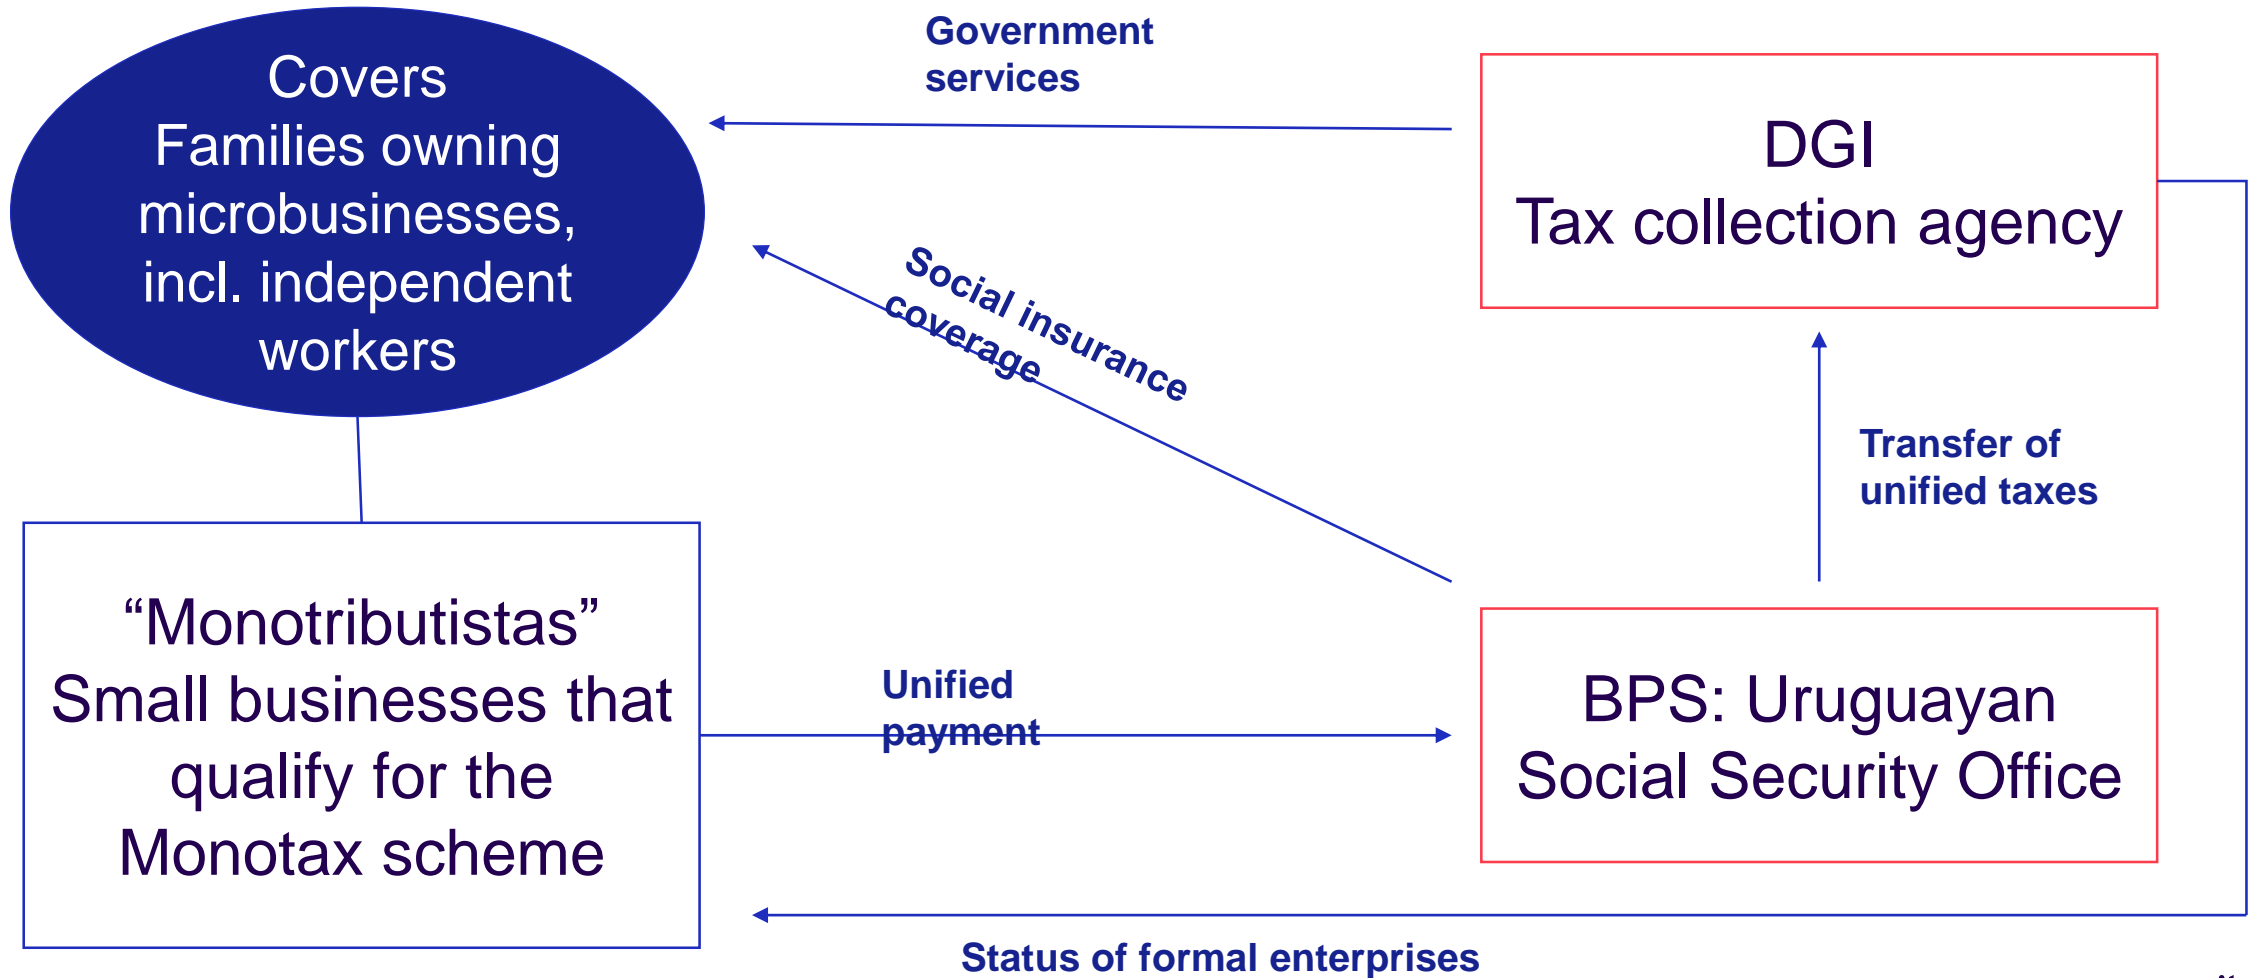 Covers
Families owning
microbusinesses,
incl. independent
workers
Government
services
DGI
Tax collection agency
Social insurance
coverage
Transfer of
unified taxes
“Monotributistas”
Small businesses that
qualify for the
Monotax scheme
Unified
payment
BPS: Uruguayan
Social Security Office
Status of formal enterprises